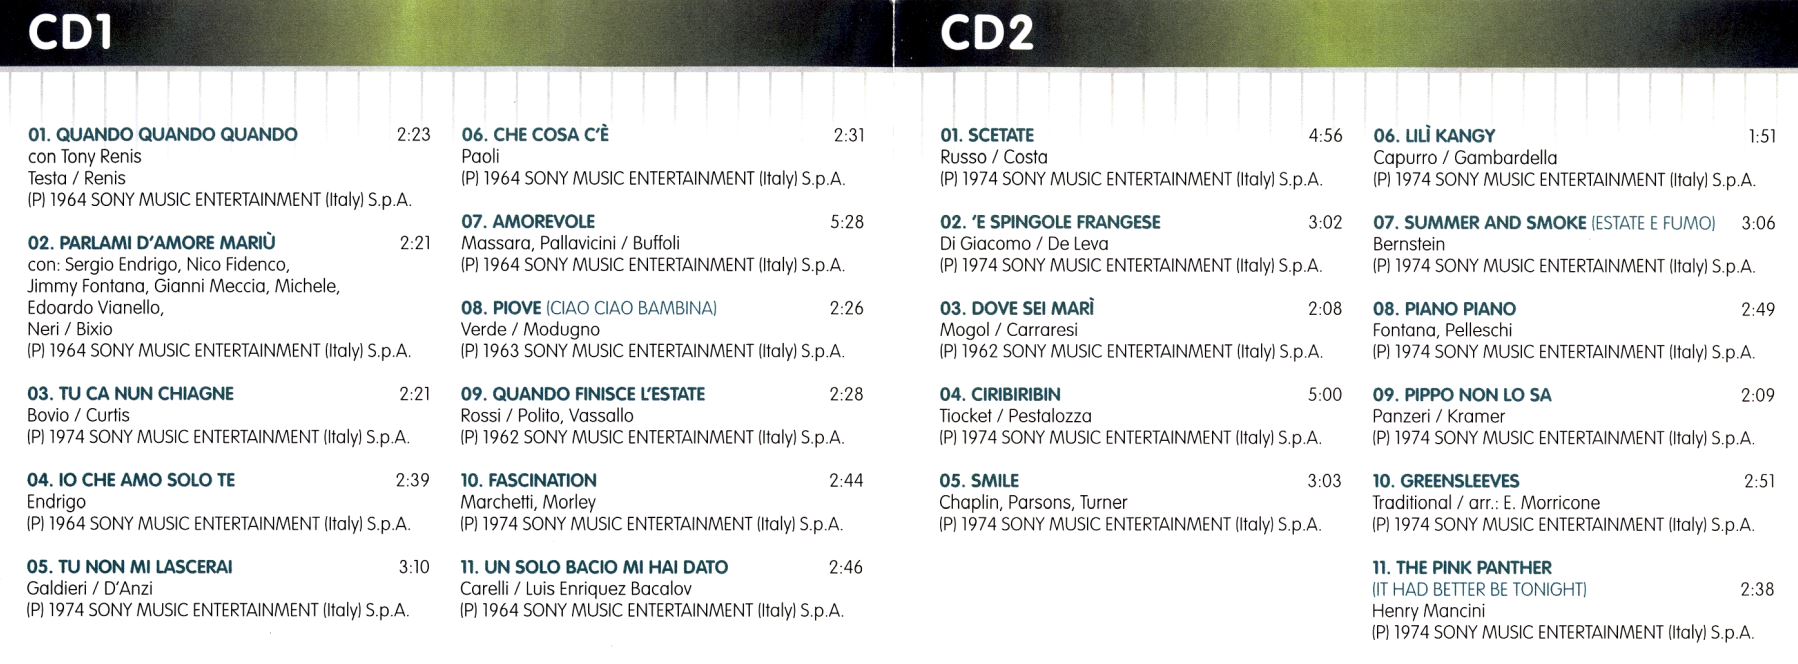 CD1
01. QUANDO QUANDO QUANDO 2:23
con Tony Renis
Testa / Renis
(P) 1964 SONY MUSIC ENTERTAINMENT (Italy) S.p.A.
02. PARLAMI D'AMORE MARIÙ 2:21
con: Sergio Endrigo, Nico Fidenco,
Jimmy Fontana, Gianni Meccia, Michele,
Edoardo Vianello,
Neri / Bixio
(P) 1964 SONY MUSIC ENTERTAINMENT (Italy) S.p.A.
03. TU CA NUN CHIAGNE 2:21
Bovio / Curtis
(P) 1974 SONY MUSIC ENTERTAINMENT (Italy) S.p.A.
04. IO CHE AMO SOLO TE 2:39
Endrigo
(P) 1964 SONY MUSIC ENTERTAINMENT (Italy) S.p.A.
05. TU NON MI LASCERAI 3:10
Galdieri / D'Anzi
(P) 1974 SONY MUSIC ENTERTAINMENT (Italy) S.p.A.
06. CHE COSA C'È 2:31
Paoli
(P) 1964 SONY MUSIC ENTERTAINMENT (Italy) S.p.A.
07. AMOREVOLE 5:28
Massara, Pallavicini / Buffoli
(P) 1964 SONY MUSIC ENTERTAINMENT (Italy) S.p.A.
08. PIOVE (CIAO CIAO BAMBINA) 2:26
Verde / Modugno
(P) 1963 SONY MUSIC ENTERTAINMENT (Italy) S.p.A.
09. QUANDO FINISCE L'ESTATE 2:28
Rossi / Polito, Vassallo
(P) 1962 SONY MUSIC ENTERTAINMENT (Italy) S.p.A.
10. FASCINATION 2:44
Marchetti, Morley
(P) 1974 SONY MUSIC ENTERTAINMENT (Italy) S.p.A.
11. UN SOLO BACIO MI HAI DATO 2:46
Carelli / Luis Enriquez Bacalov
(P) 1964 SONY MUSIC ENTERTAINMENT (Italy) S.p.A.
CD2
01. SCETATE 4:56
Russo / Costa
(P) 1974 SONY MUSIC ENTERTAINMENT (Italy) S.p.A.
02. 'E SPINGOLE FRANGESE 3:02
Di Giacomo / De Leva
(P) 1974 SONY MUSIC ENTERTAINMENT (Italy) S.p.A.
03. DOVE SEI MARÌ 2:08
Mogol / Carraresi
(P) 1962 SONY MUSIC ENTERTAINMENT (Italy) S.p.A.
04. CIRIBIRIBIN 5:00
Tiocket / Pestalozza
(P) 1974 SONY MUSIC ENTERTAINMENT (Italy) S.p.A.
05. SMILE 3:03
Chaplin, Parsons, Turner
(P) 1974 SONY MUSIC ENTERTAINMENT (Italy) S.p.A.
06. LILÌ KANGY 1:51
Capurro / Gambardella
(P) 1974 SONY MUSIC ENTERTAINMENT (Italy) S.p.A.
07. SUMMER AND SMOKE (ESTATE E FUMO) 3:06
Bernstein
(P) 1974 SONY MUSIC ENTERTAINMENT (Italy) S.p.A.
08. PIANO PIANO 2:49
Fontana, Pelleschi
(P) 1974 SONY MUSIC ENTERTAINMENT (Italy) S.p.A.
09. PIPPO NON LO SA 2:09
Panzeri / Kramer
(P) 1974 SONY MUSIC ENTERTAINMENT (Italy) S.p.A.
10. GREENSLEEVES 2:51
Traditional / arr.: E. Morricone
(P) 1974 SONY MUSIC ENTERTAINMENT (Italy) S.p.A.
11. THE PINK PANTHER
(IT HAD BETTER BE TONIGHT) 2:38
Henry Mancini
(P) 1974 SONY MUSIC ENTERTAINMENT (Italy) S.p.A.